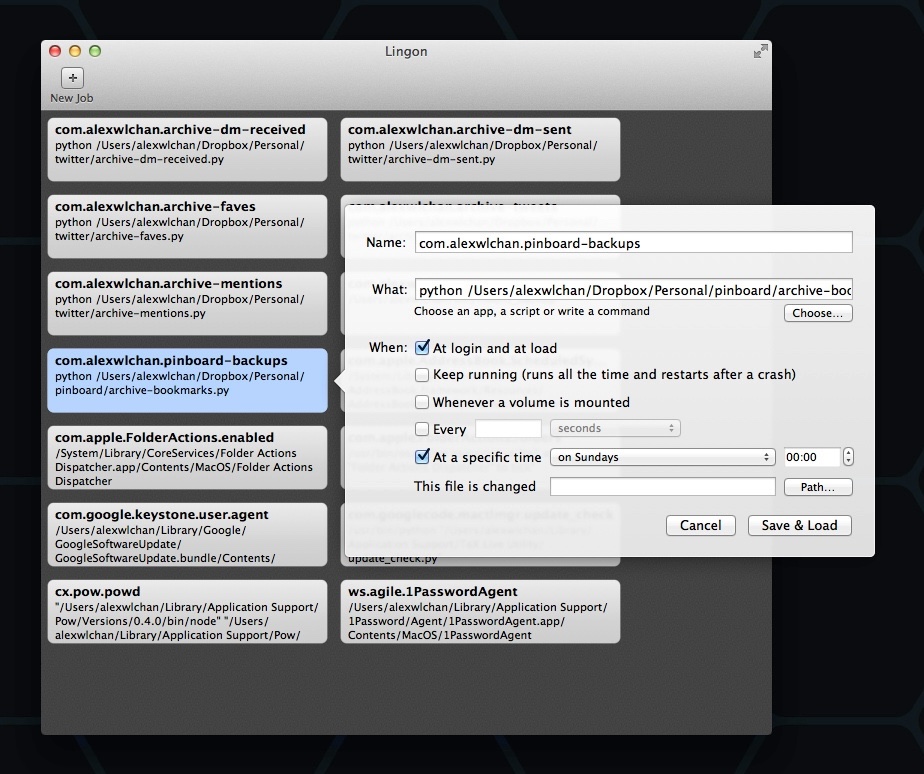 Lingon
New Job
com.alexwlchan.archive-dm-received
python /Users/alexwlchan/Dropbox/Personal/
twitter/archive-dm-received.py
com.alexwlchan.archive-dm-sent
python /Users/alexwlchan/Dropbox/Personal/
twitter/archive-dm-sent.py
com.alexwlchan.archive-faves
python /Users/alexwlchan/Dropbox/Personal/
twitter/archive-faves.py
com.alexwlchan.archive-tweets
com.alexwlchan.archive-mentions
python /Users/alexwlchan/Dropbox/Personal/
twitter/archive-mentions.py
com.alexwlchan.pinboard-backups
python /Users/alexwlchan/Dropbox/Personal/
pinboard/archive-bookmarks.py
com.apple.FolderActions.enabled
/System/Library/CoreServices/Folder Actions
Dispatcher.app/Contents/MacOS/Folder Actions
Dispatcher
com.google.keystone.user.agent
/Users/alexwlchan/Library/Google/
GoogleSoftwareUpdate/
GoogleSoftwareUpdate.bundle/Contents/
update_check.py
cx.pow.powd
"/Users/alexwlchan/Library/Application Support/
Pow/Versions/0.4.0/bin/node" "/Users/
alexwlchan/Library/Application Support/Pow/
ws.agile.1PasswordAgent
/Users/alexwlchan/Library/Application Support/
1Password/Agent/1PasswordAgent.app/
Contents/MacOS/1PasswordAgent
Name: com.alexwlchan.pinboard-backups
What: python /Users/alexwlchan/Dropbox/Personal/pinboard/archive-boo
Choose an app, a script or write a command Choose...
When: At login and at load
Keep running (runs all the time and restarts after a crash)
Whenever a volume is mounted
Every seconds
At a specific time on Sundays 00:00
This file is changed Path...
Cancel Save & Load